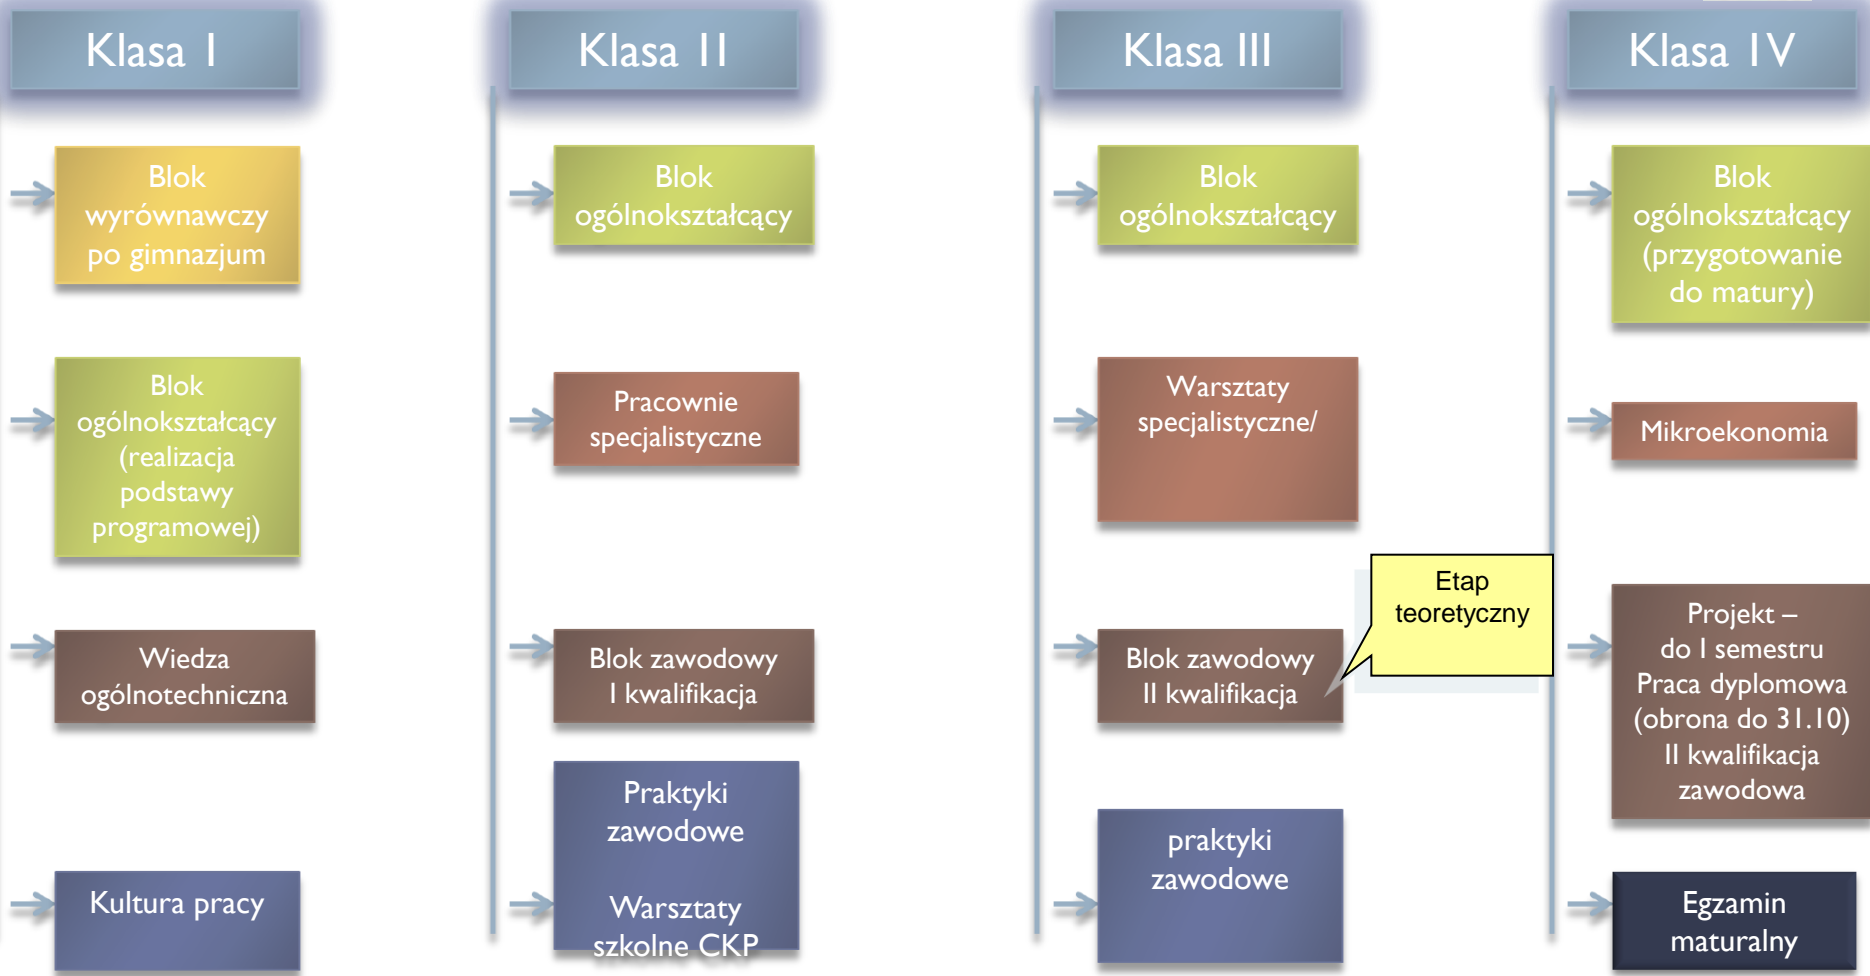 Klasa I
Blok
wyrównawczy
po gimnazjum
Blok
ogólnokształcący
(realizacja
podstawy
programowej)
Wiedza
ogólnotechniczna
Kultura pracy
Klasa II
Blok
ogólnokształcący
Pracownie
specjalistyczne
Blok zawodowy
I kwalifikacja
Praktyki
zawodowe
Warsztaty
szkolne CKP
Klasa III
Blok
ogólnokształcący
Warsztaty
specjalistyczne/
Blok zawodowy
II kwalifikacja
Etap
teoretyczny
praktyki
zawodowe
Klasa IV
Blok
ogólnokształcący
(przygotowanie
do matury)
Mikroekonomia
Projekt –
do I semestru
Praca dyplomowa
(obrona do 31.10)
II kwalifikacja
zawodowa
Egzamin
maturalny